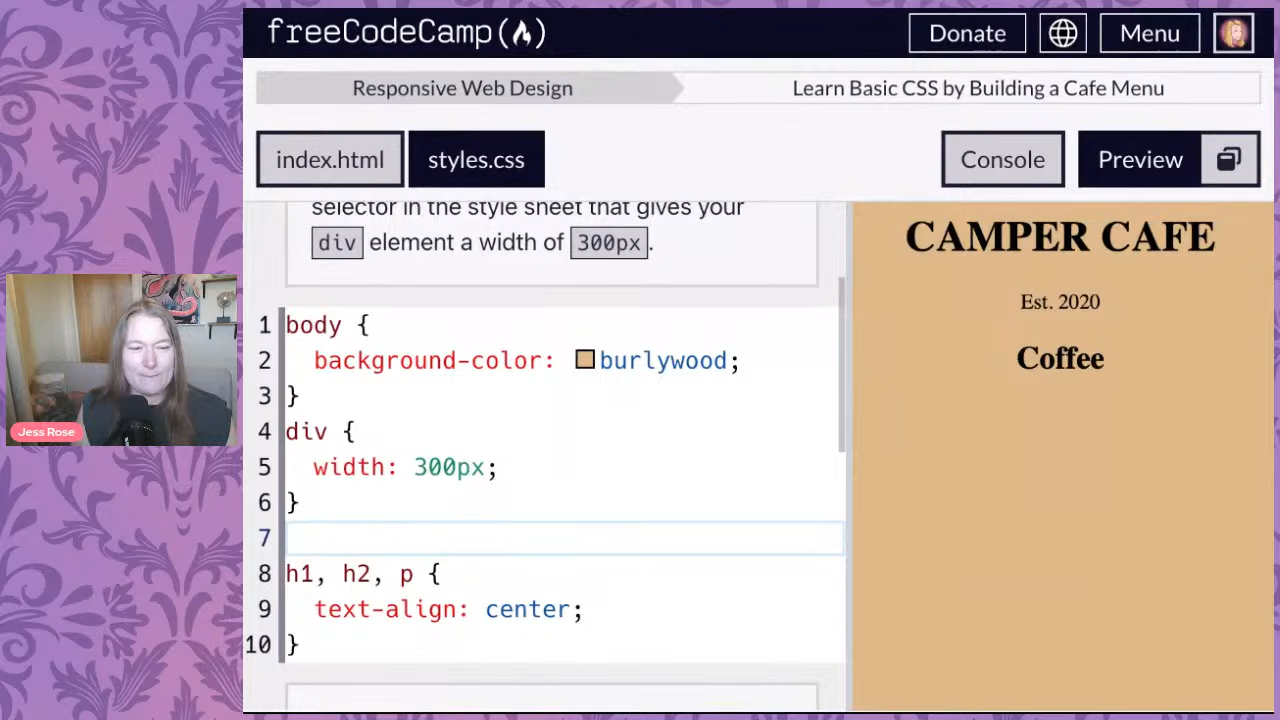 freeCodeCamp
Donate
Menu
Responsive Web Design
Learn Basic CSS by Building a Cafe Menu
index.html
styles.css
Console
Preview
selector in the style sheet that gives your
div element a width of 300px.
1 body {
2 background-color: burlywood;
3 }
4 div {
5 width: 300px;
6 }
7
8 h1, h2, p {
9 text-align: center;
10 }
CAMPER CAFE
Est. 2020
Coffee
Jess Rose